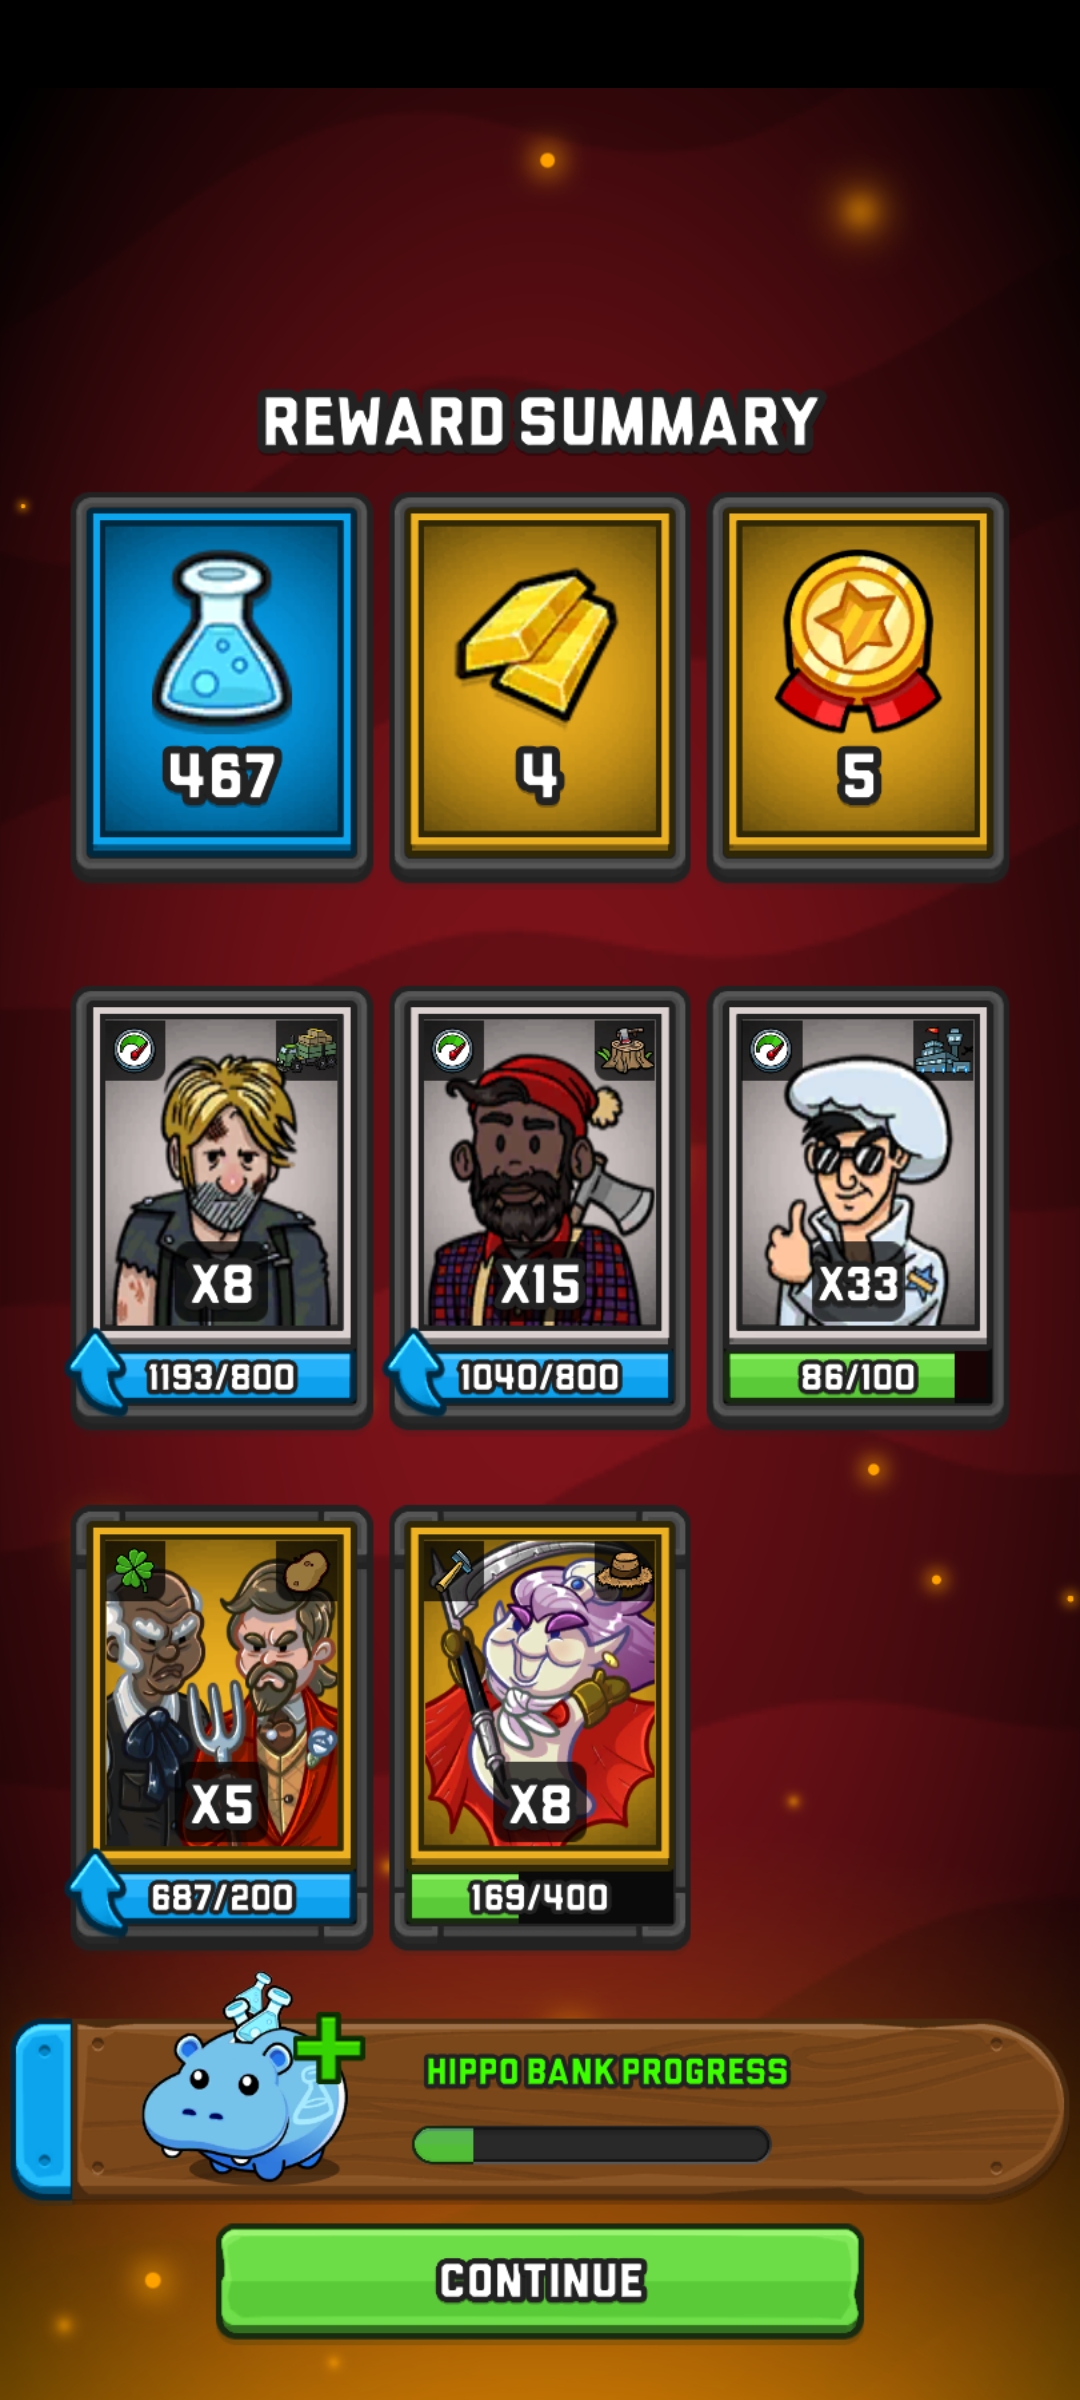 REWARD SUMMARY
467
4
5
X8
X15
X33
1193/800
1040/800
86/100
X5
X8
687/200
169/400
HIPPO BANK PROGRESS
CONTINUE